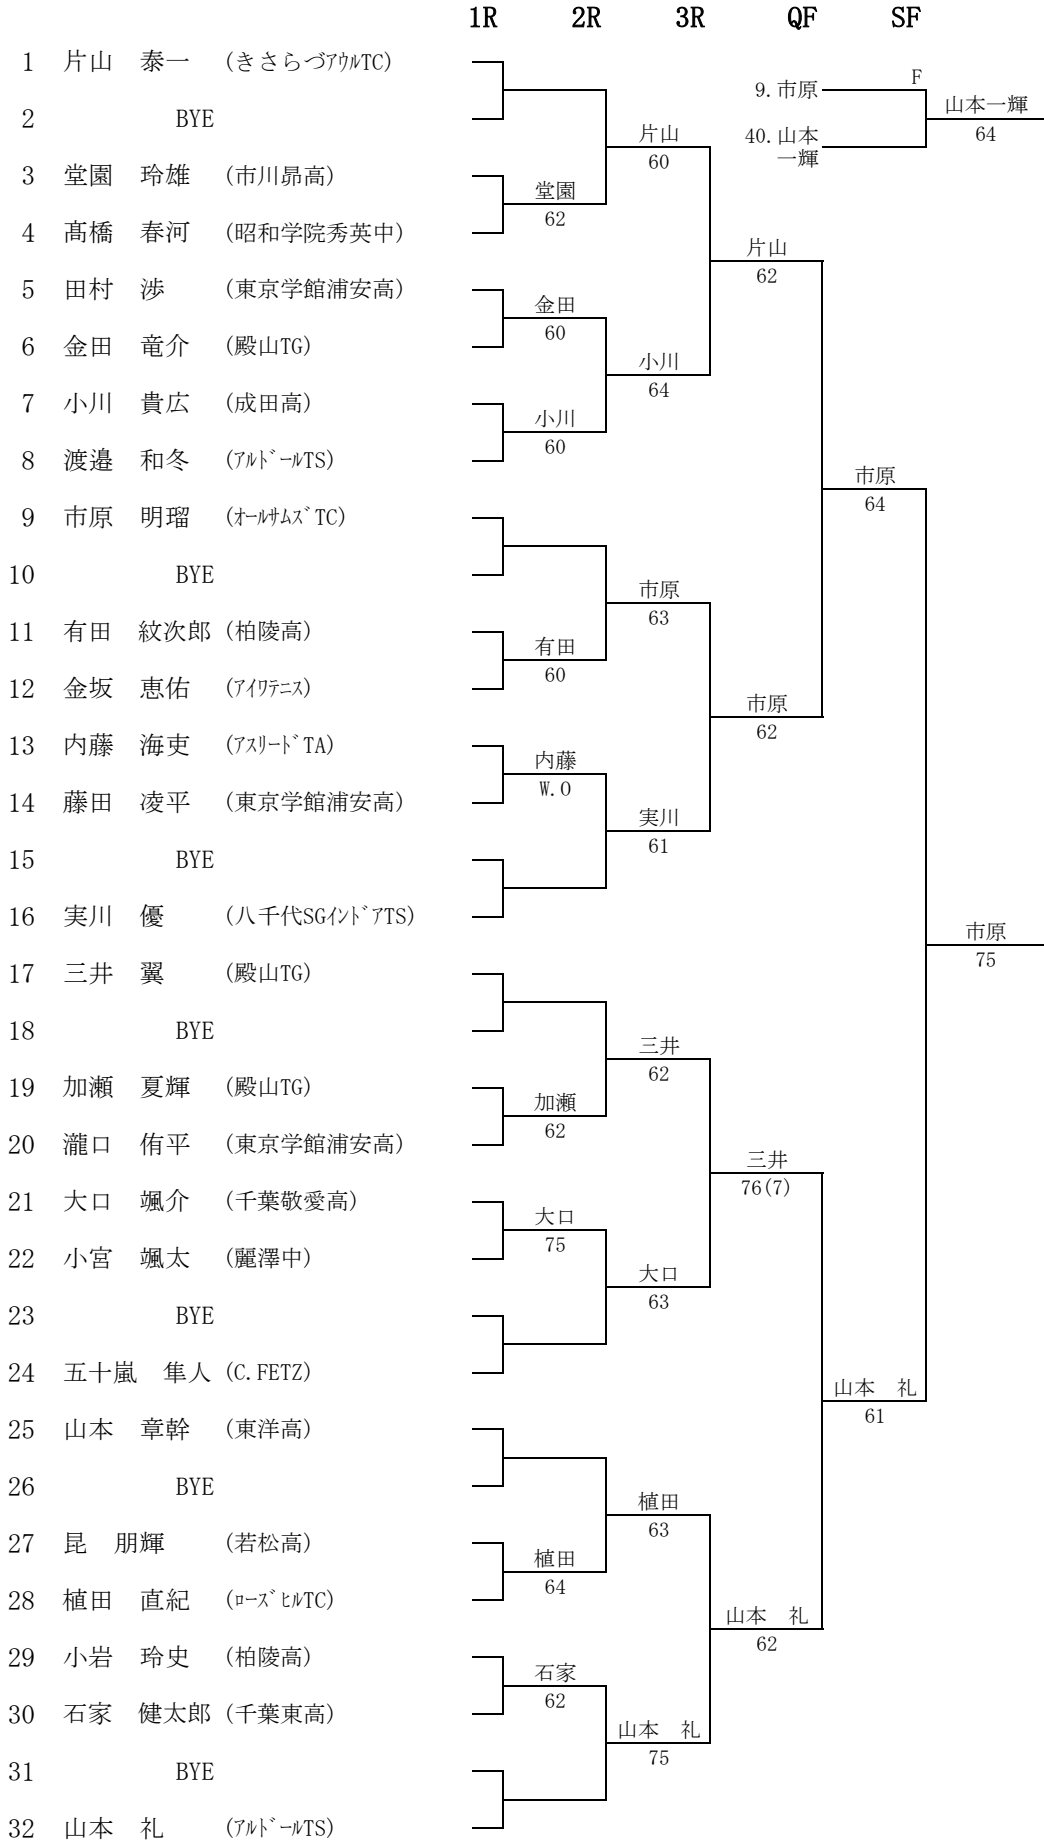 1R 2R 3R QF SF
1 片山 泰一 (きさらづアウルTC)
2 BYE
3 堂園 玲雄 (市川昴高)
4 髙橋 春河 (昭和学院秀英中)
5 田村 渉 (東京学館浦安高)
6 金田 竜介 (殿山TG)
7 小川 貴広 (成田高)
8 渡邉 和冬 (アルドールTS)
9 市原 明瑠 (オールサムズTC)
10 BYE
11 有田 紋次郎 (柏陵高)
12 金坂 恵佑 (アイワテニス)
13 内藤 海吏 (アスリードTA)
14 藤田 凌平 (東京学館浦安高)
15 BYE
16 実川 優 (八千代SGインドアTS)
17 三井 翼 (殿山TG)
18 BYE
19 加瀬 夏輝 (殿山TG)
20 瀧口 侑平 (東京学館浦安高)
21 大口 颯介 (千葉敬愛高)
22 小宮 颯太 (麗澤中)
23 BYE
24 五十嵐 隼人 (C.FETZ)
25 山本 章幹 (東洋高)
26 BYE
27 昆 朋輝 (若松高)
28 植田 直紀 (ローズヒルTC)
29 小岩 玲史 (柏陵高)
30 石家 健太郎 (千葉東高)
31 BYE
32 山本 礼 (アルドールTS)
堂園
62
金田
60
小川
60
有田
60
内藤
W.O
加瀬
62
大口
75
植田
64
石家
62
片山
60
小川
64
市原
63
実川
61
三井
62
大口
63
植田
63
山本 礼
75
片山
62
市原
62
三井
76(7)
山本 礼
62
市原
64
山本 礼
61
市原
75
F
9.市原
40.山本
一輝
山本一輝
64